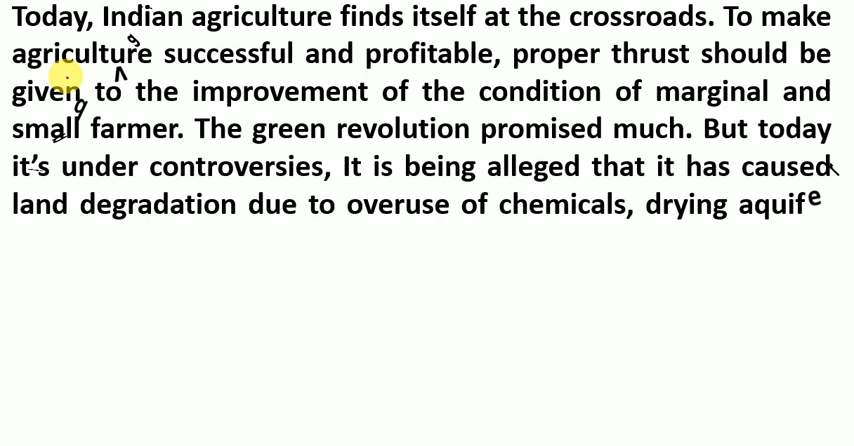 Today, Indian agriculture finds itself at the crossroads. To make
agriculture successful and profitable, proper thrust should be
given to the improvement of the condition of marginal and
small farmer. The green revolution promised much. But today
it's under controversies, It is being alleged that it has caused
land degradation due to overuse of chemicals, drying aquife